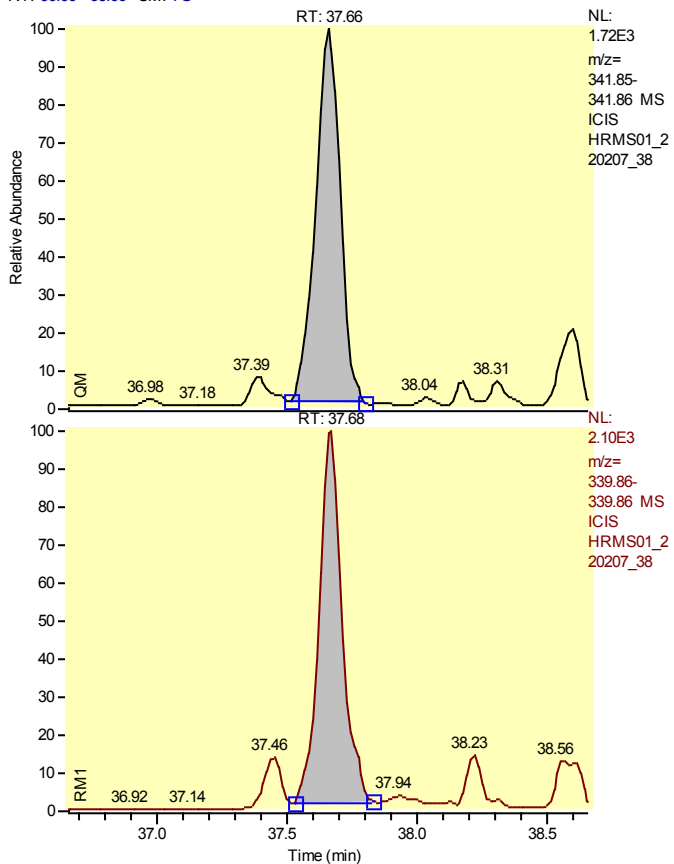 RT: 37.66
NL:
1.72E3
m/z=
341.85-
341.86 MS
ICIS
HRMS01_2
20207_38
100
90
80
70
60
50
40
30
20
10
0
Relative Abundance
QM
36.98
37.18
37.39
38.04
38.31
RT: 37.68
NL:
2.10E3
m/z=
339.86-
339.86 MS
ICIS
HRMS01_2
20207_38
100
90
80
70
60
50
40
30
20
10
0
RM1
36.92
37.14
37.46
37.94
38.23
38.56
37.0
37.5
38.0
38.5
Time (min)